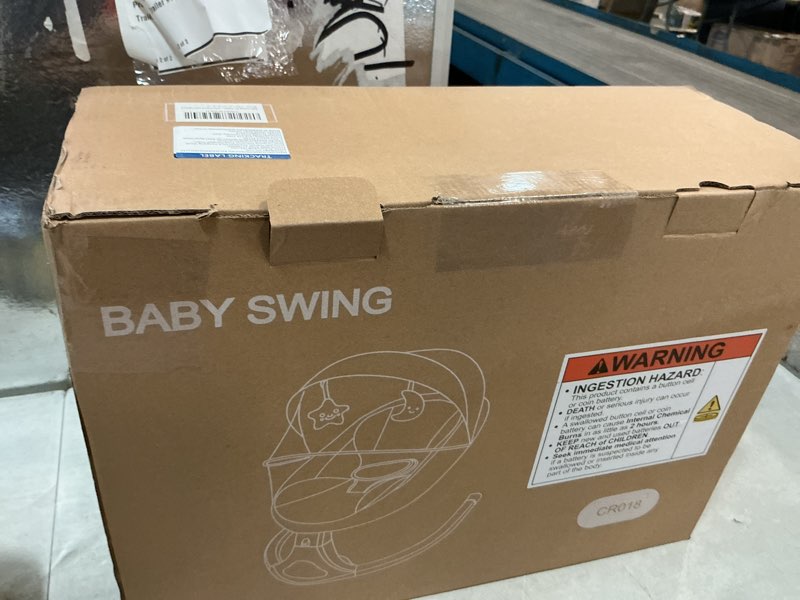 TRACKING LABEL
BABY SWING
WARNING
• INGESTION HAZARD:
This product contains a button cell
or coin battery.
• DEATH or serious injury can occur
if ingested.
• A swallowed button cell or coin
battery can cause Internal Chemical
Burns in as little as 2 hours.
• KEEP new and used batteries OUT
OF REACH of CHILDREN
• Seek immediate medical attention
if a battery is suspected to be
swallowed or inserted inside any
part of the body.
CR018